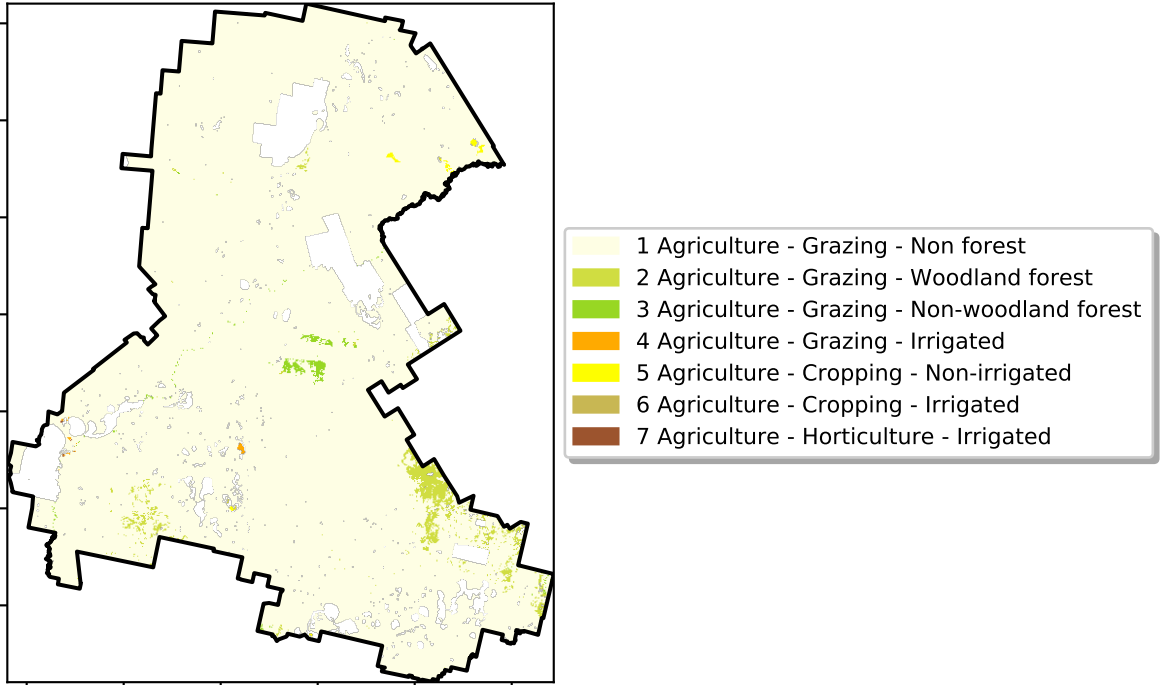 1 Agriculture - Grazing - Non forest
2 Agriculture - Grazing - Woodland forest
3 Agriculture - Grazing - Non-woodland forest
4 Agriculture - Grazing - Irrigated
5 Agriculture - Cropping - Non-irrigated
6 Agriculture - Cropping - Irrigated
7 Agriculture - Horticulture - Irrigated